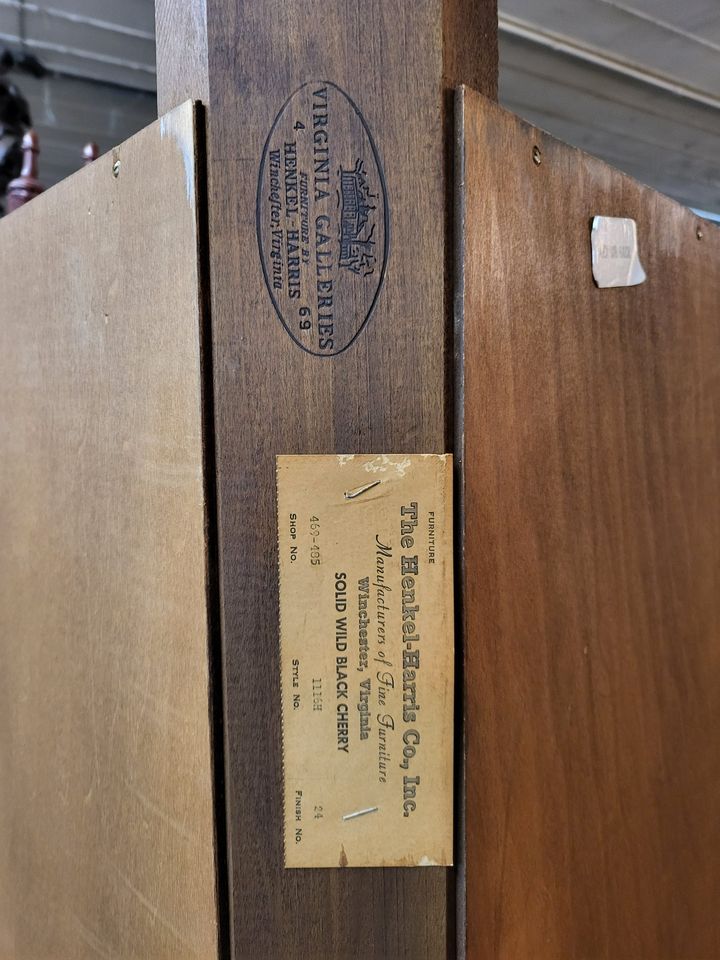 VIRGINIA GALLERIES
FURNITURE BY
4 HENKEL-HARRIS 69
Winchester, Virginia
FURNITURE
The Henkel-Harris Co., Inc.
Manufacturers of Fine Furniture
Winchester, Virginia
SOLID WILD BLACK CHERRY
469-485 1116H 24
SHOP NO. STYLE NO. FINISH NO.